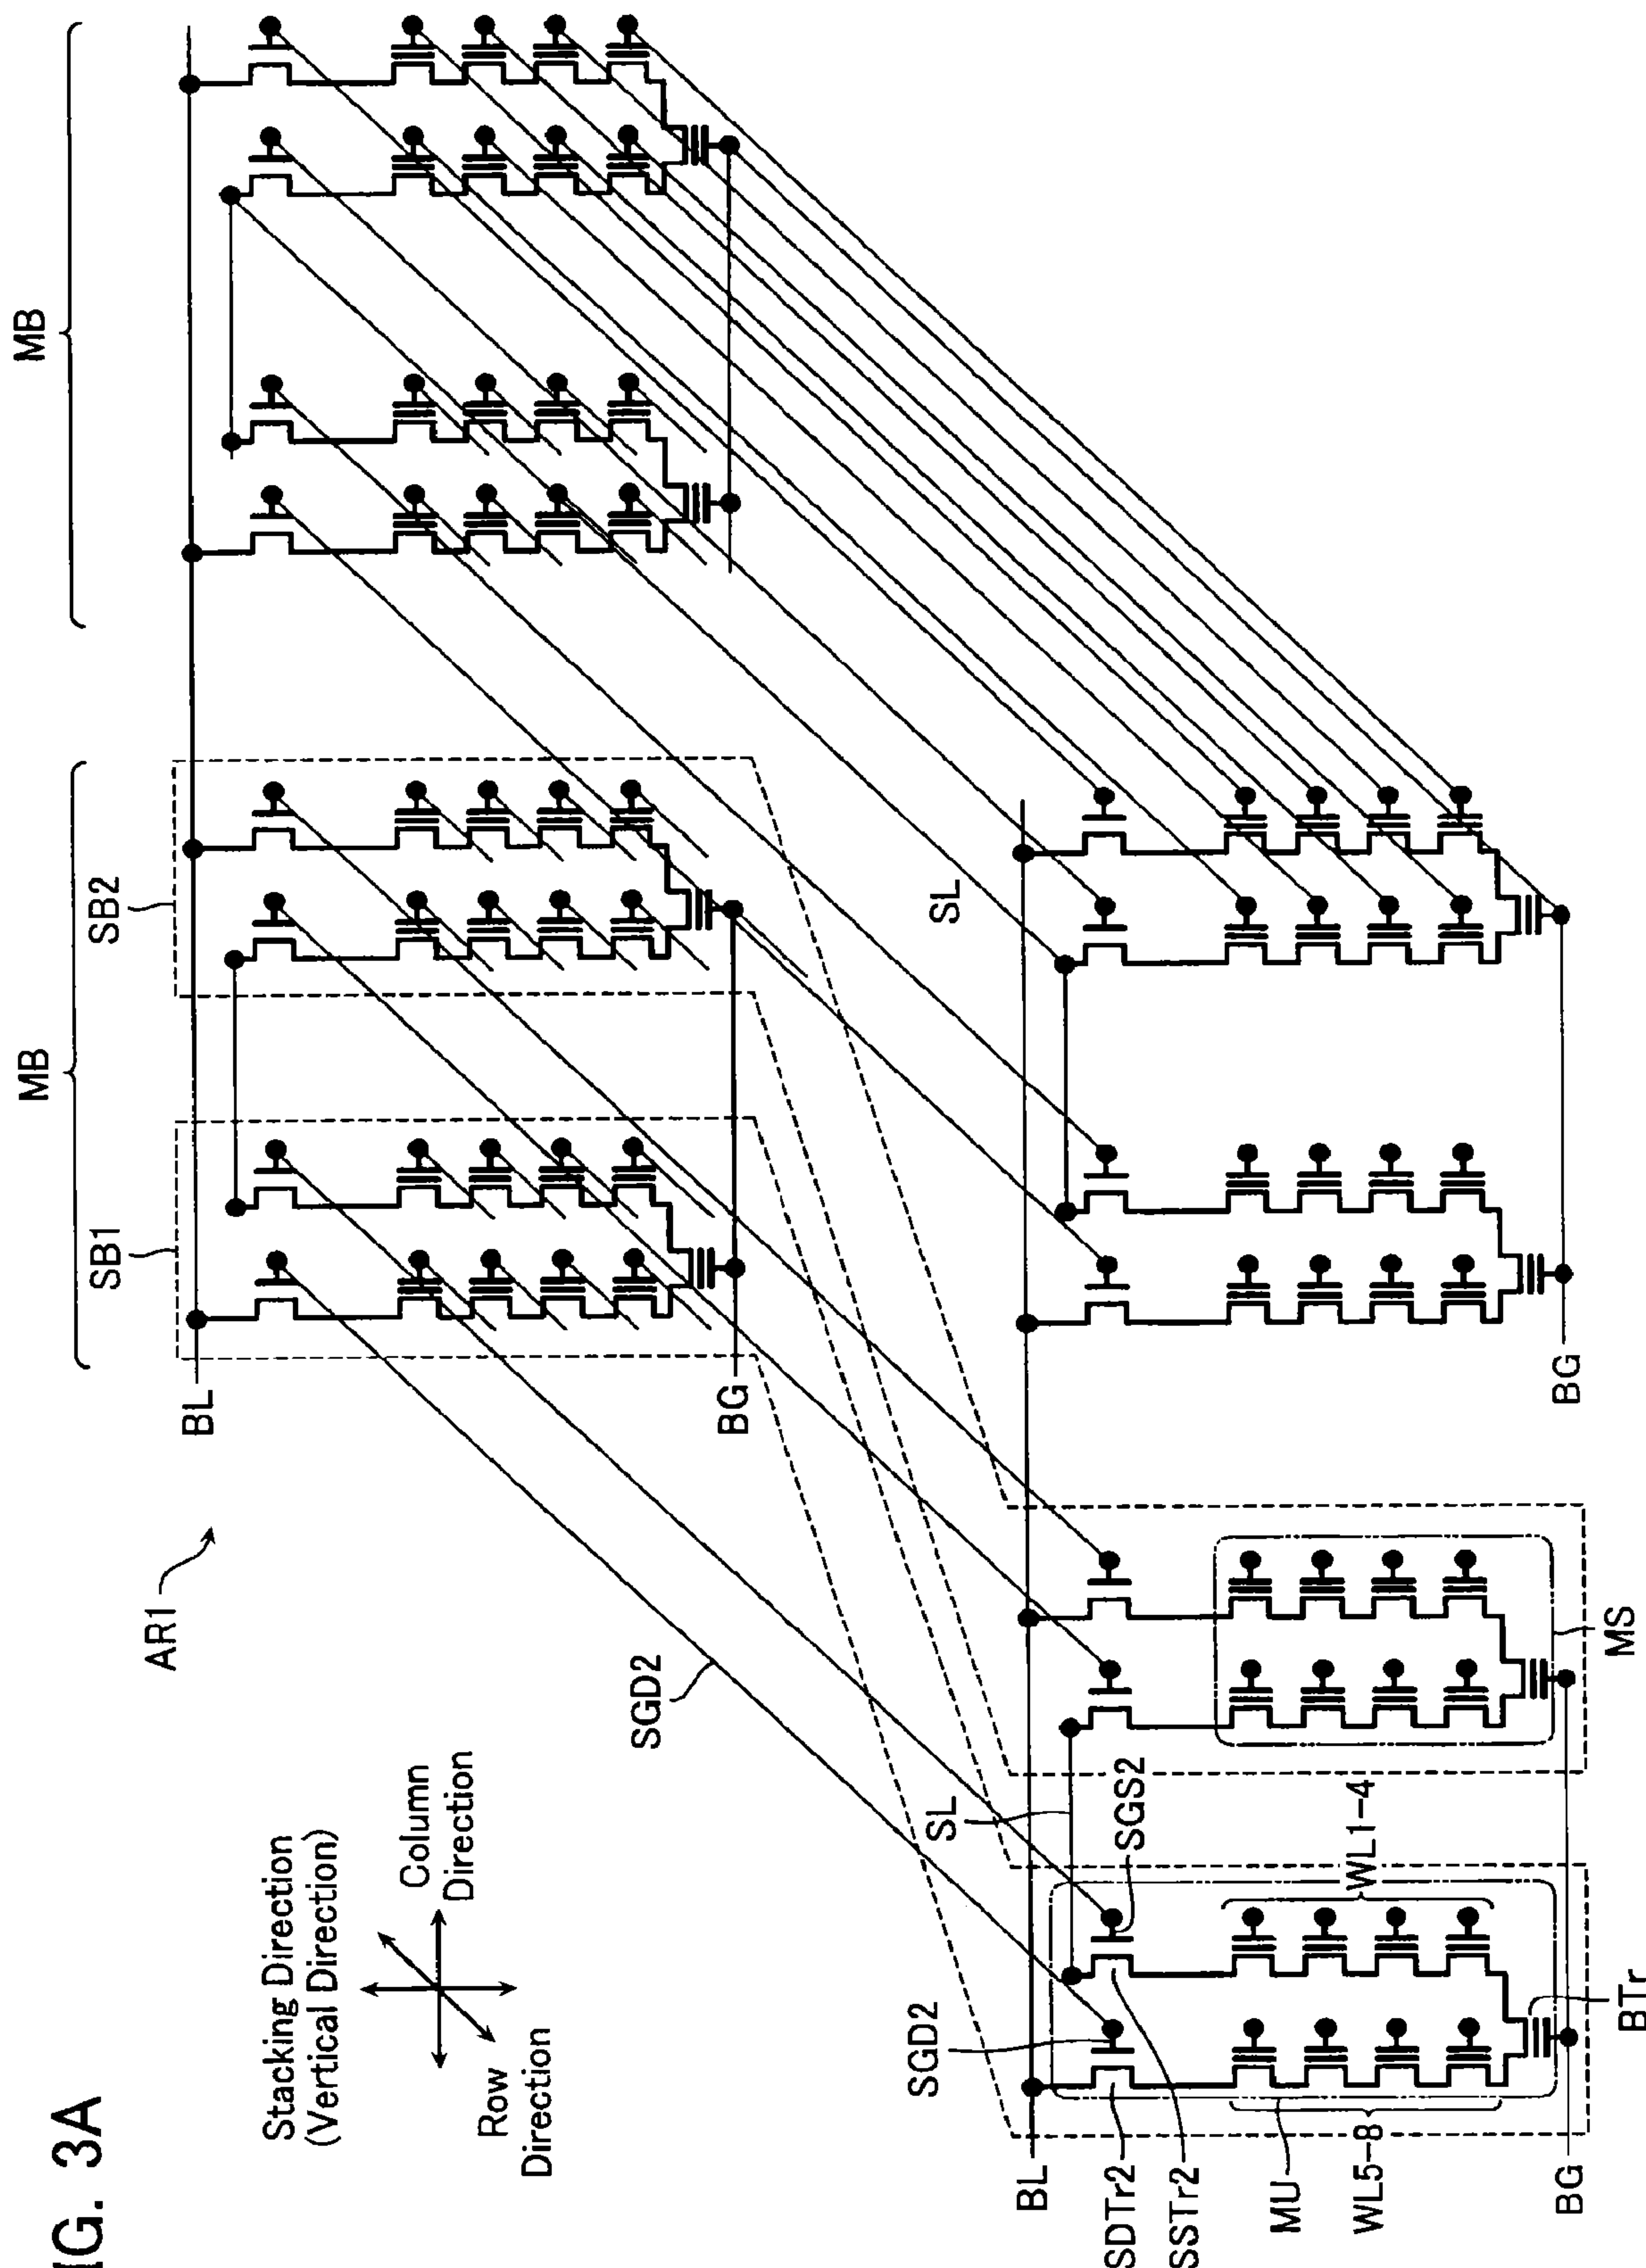 IG. 3A
Stacking Direction
(Vertical Direction)
Column
Direction
Row
Direction
AR1
MB
MB
SB1
SB2
BL
BG
SGD2
SL
SL
SGD2
SGS2
BL
SDTr2
SSTr2
MU
WL5-8
WL1-4
BG
BTr
MS
BG